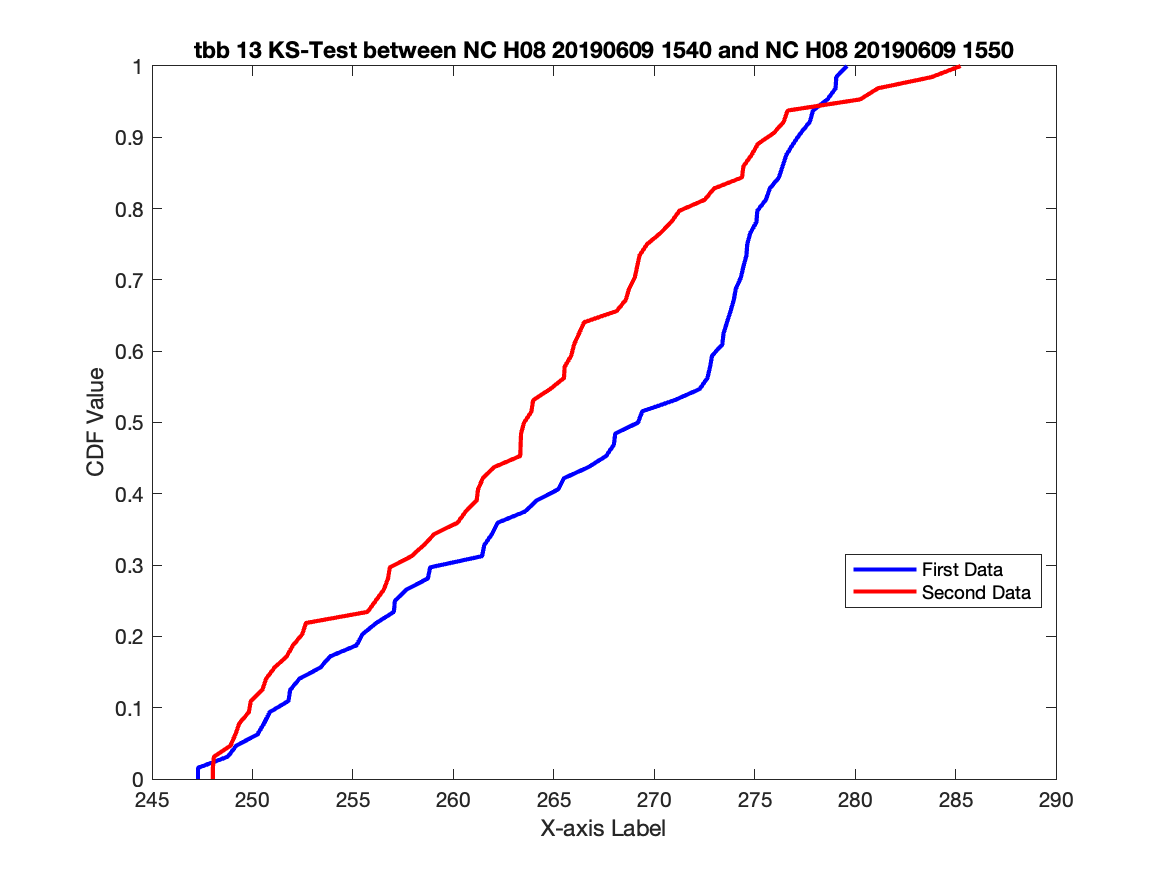 tbb 13 KS-Test between NC H08 20190609 1540 and NC H08 20190609 1550
1
0.9
0.8
0.7
0.6
0.5
0.4
0.3
0.2
0.1
0
CDF Value
First Data
Second Data
245 250 255 260 265 270 275 280 285 290
X-axis Label